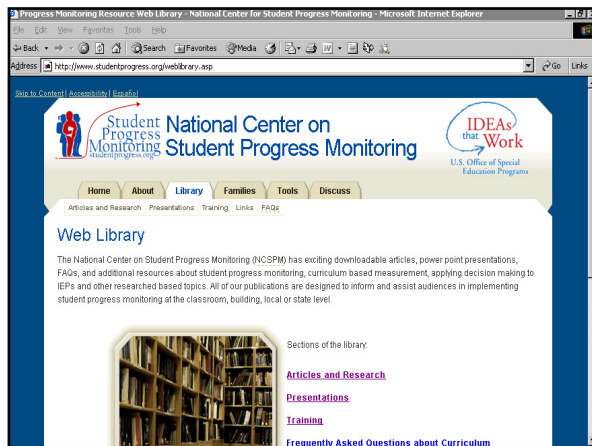 Progress Monitoring Resource Web Library - National Center for Student Progress Monitoring - Microsoft Internet Explorer
File Edit View Favorites Tools Help
Back Search Favorites Media
Address http://www.studentprogress.org/weblibrary.asp Go Links
Skip to Content | Accessibility | Español
Student
Progress
Monitoring
studentprogress.org
National Center on
Student Progress Monitoring
IDEAs
that Work
U.S. Office of Special
Education Programs
Home About Library Families Tools Discuss
Articles and Research Presentations Training Links FAQs
Web Library
The National Center on Student Progress Monitoring (NCSPM) has exciting downloadable articles, power point presentations,
FAQs, and additional resources about student progress monitoring, curriculum based measurement, applying decision making to
IEPs and other researched based topics. All of our publications are designed to inform and assist audiences in implementing
student progress monitoring at the classroom, building, local or state level.
Sections of the library:
Articles and Research
Presentations
Training
Frequently Asked Questions about Curriculum